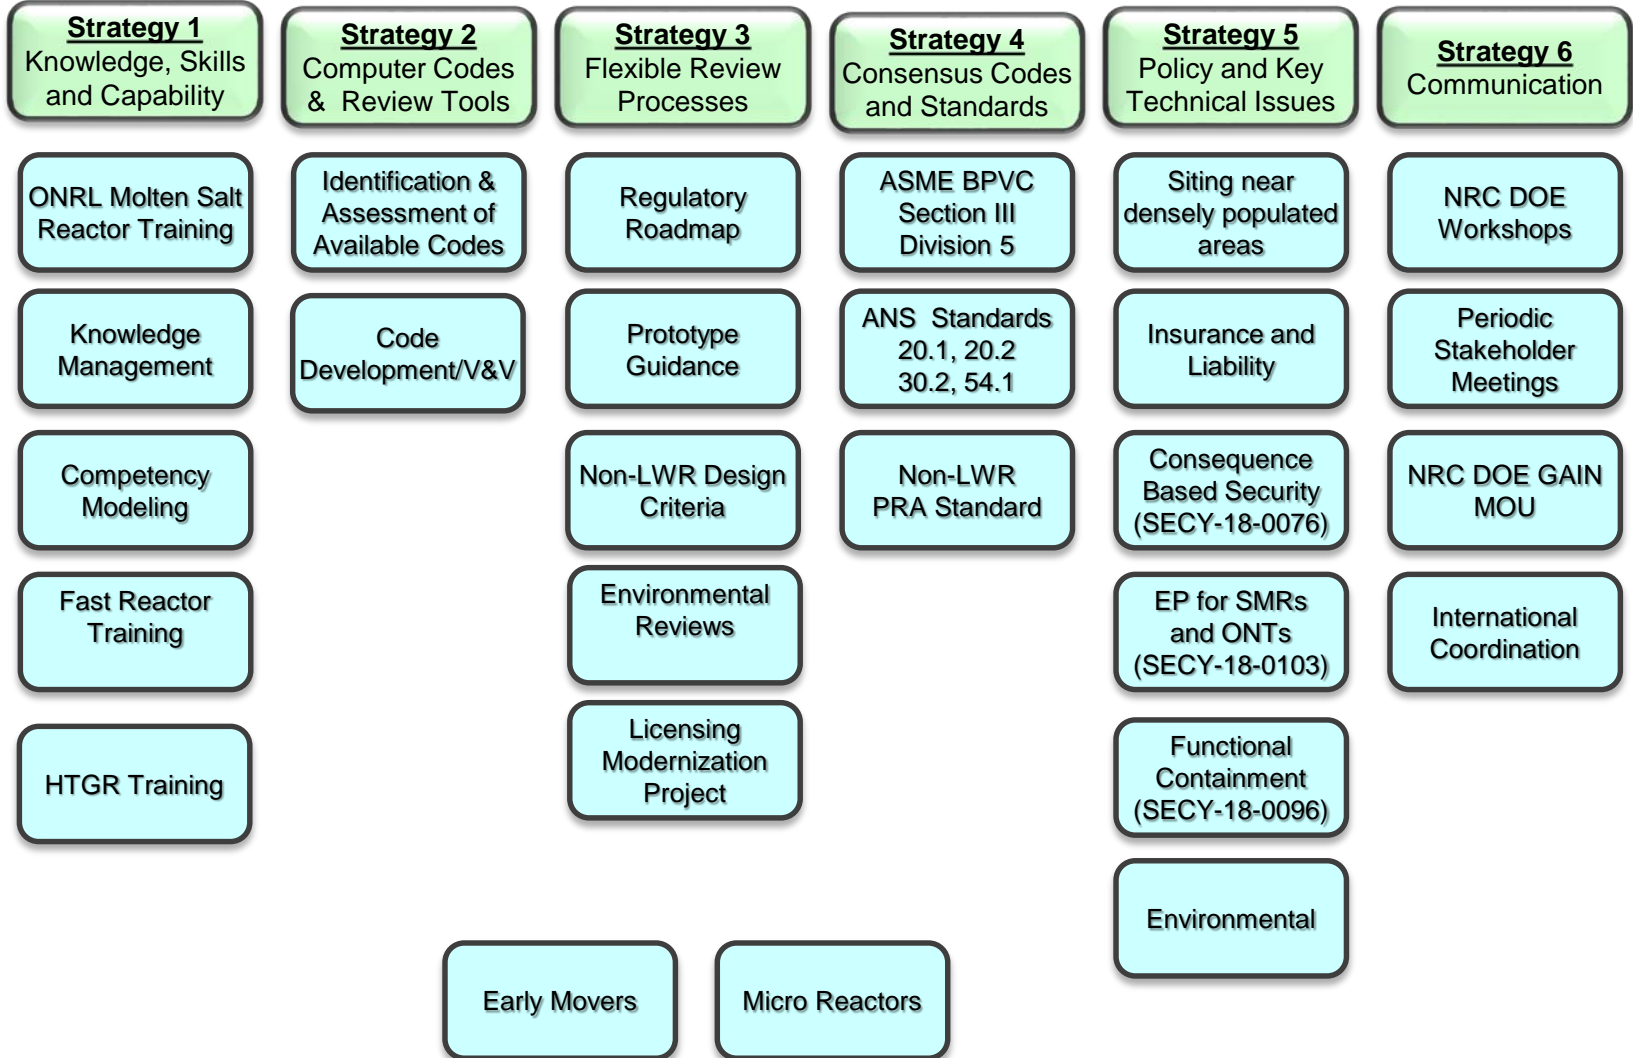 Strategy 1
Knowledge, Skills
and Capability
ONRL Molten Salt
Reactor Training
Knowledge
Management
Competency
Modeling
Fast Reactor
Training
HTGR Training
Strategy 2
Computer Codes
& Review Tools
Identification &
Assessment of
Available Codes
Code
Development/V&V
Strategy 3
Flexible Review
Processes
Regulatory
Roadmap
Prototype
Guidance
Non-LWR Design
Criteria
Environmental
Reviews
Licensing
Modernization
Project
Strategy 4
Consensus Codes
and Standards
ASME BPVC
Section III
Division 5
ANS Standards
20.1, 20.2
30.2, 54.1
Non-LWR
PRA Standard
Strategy 5
Policy and Key
Technical Issues
Siting near
densely populated
areas
Insurance and
Liability
Consequence
Based Security
(SECY-18-0076)
EP for SMRs
and ONTs
(SECY-18-0103)
Functional
Containment
(SECY-18-0096)
Environmental
Strategy 6
Communication
NRC DOE
Workshops
Periodic
Stakeholder
Meetings
NRC DOE GAIN
MOU
International
Coordination
Early Movers
Micro Reactors